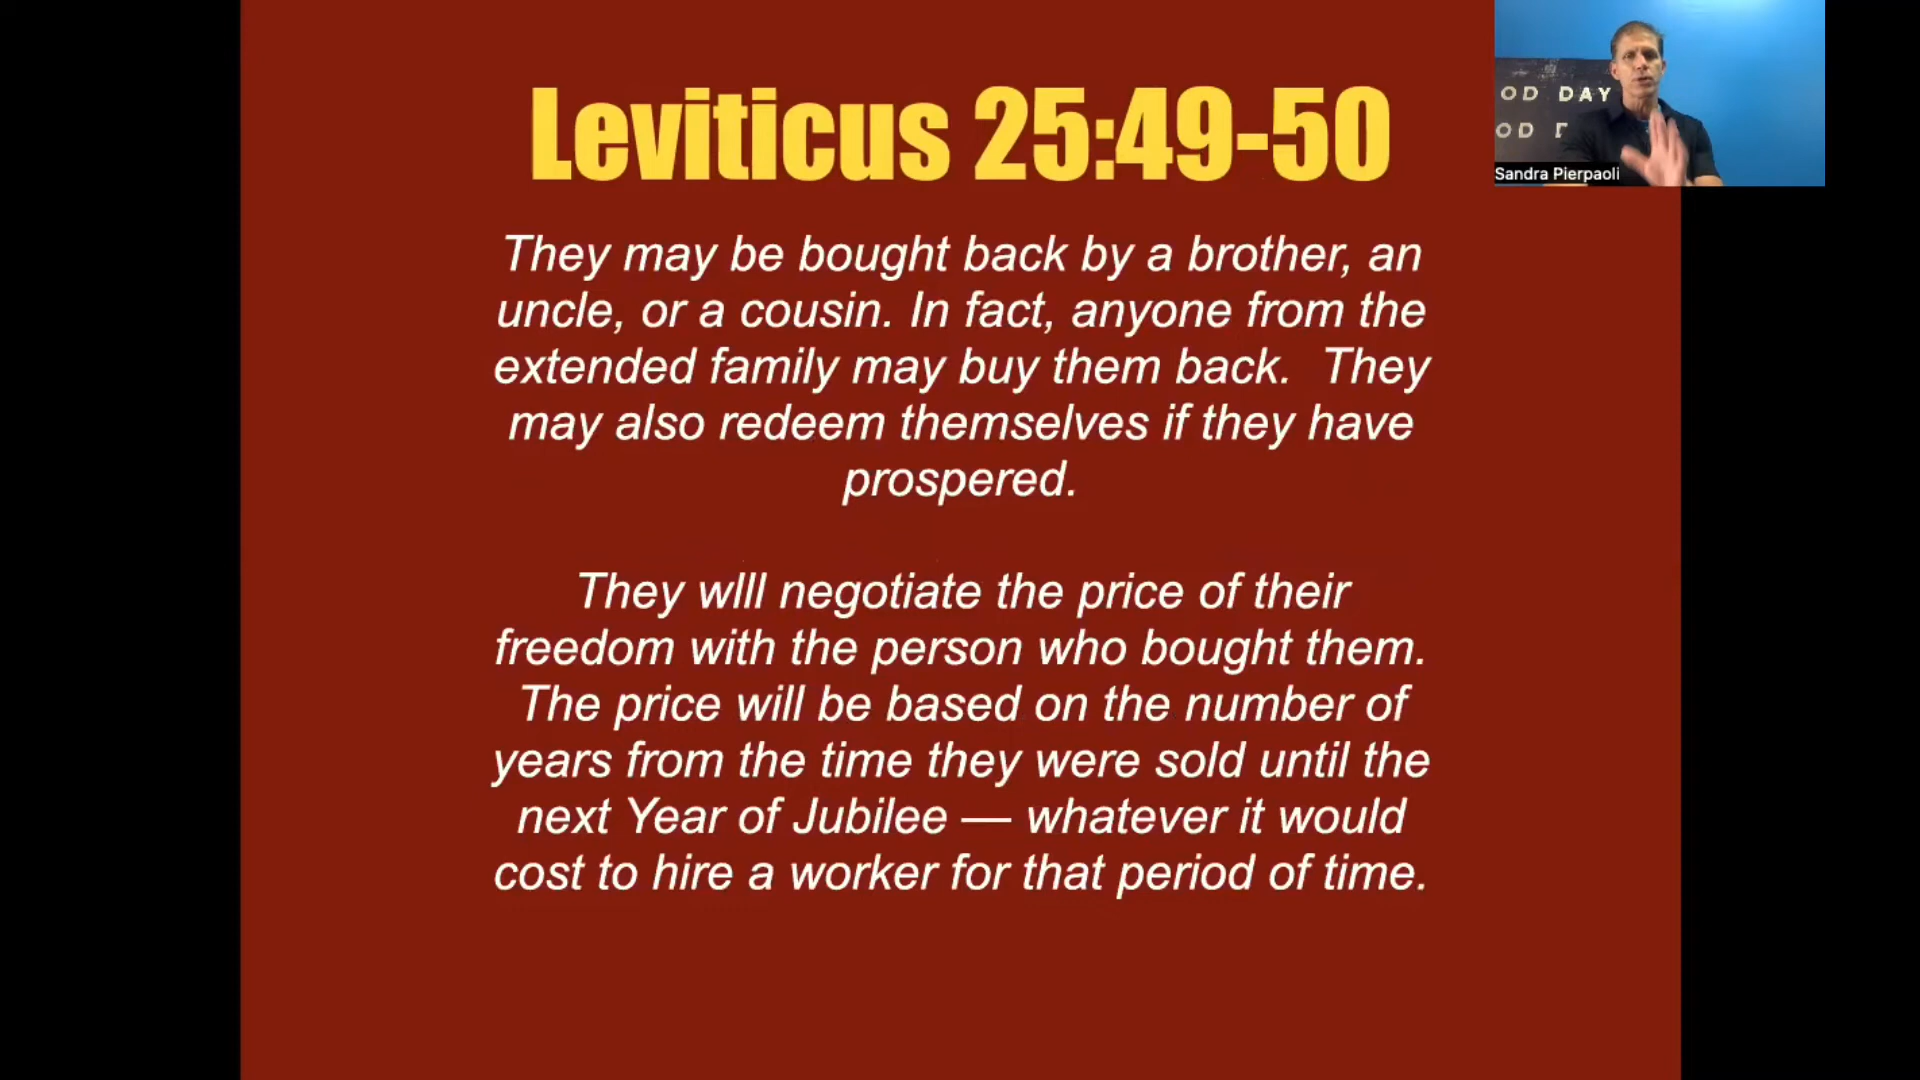 Leviticus 25:49-50
They may be bought back by a brother, an
uncle, or a cousin. In fact, anyone from the
extended family may buy them back.  They
may also redeem themselves if they have
prospered.
They wlll negotiate the price of their
freedom with the person who bought them.
The price will be based on the number of
years from the time they were sold until the
next Year of Jubilee — whatever it would
cost to hire a worker for that period of time.
OD DAY
OD
Sandra Pierpaoli